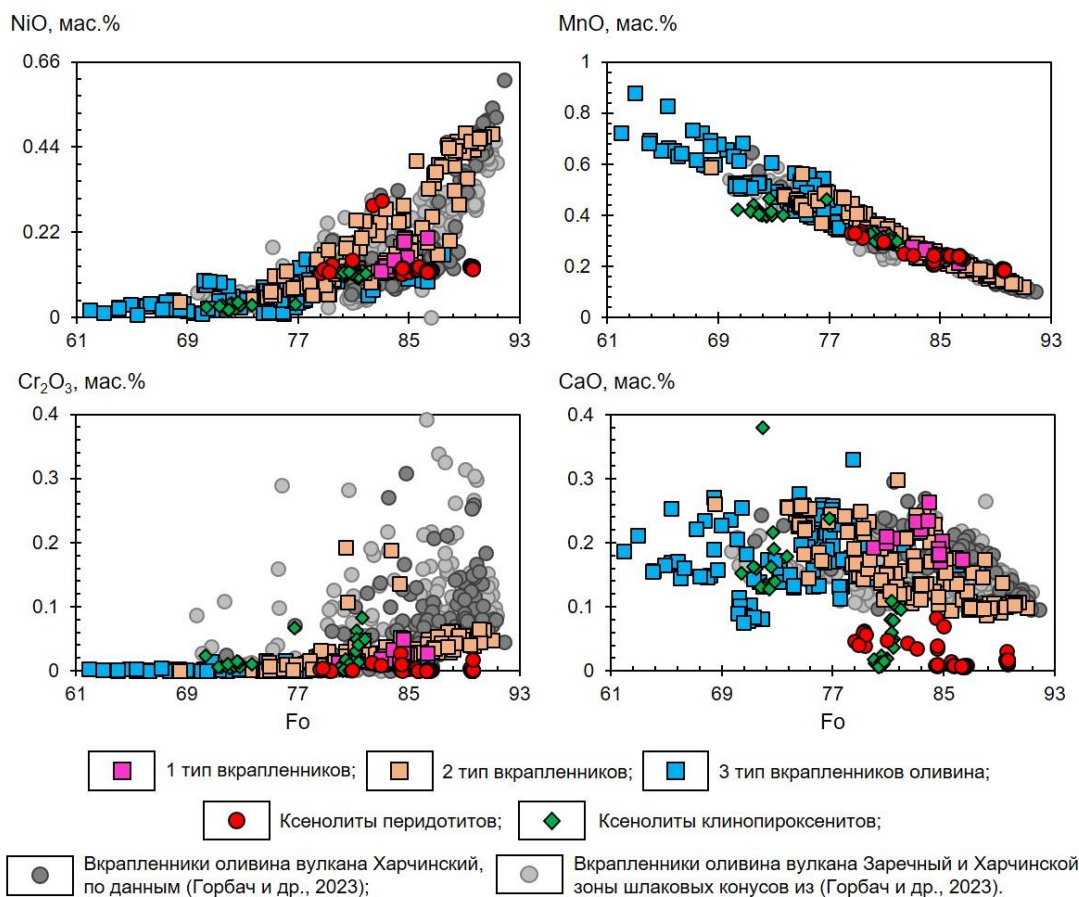 NiO, мас.%
0.66
0.44
0.22
0
61 69 77 85 93
MnO, мас.%
1
0.8
0.6
0.4
0.2
0
61 69 77 85 93
Cr₂O₃, мас.%
0.4
0.3
0.2
0.1
0
61 69 77 85 93
Fo
CaO, мас.%
0.4
0.3
0.2
0.1
0
61 69 77 85 93
Fo
1 тип вкрапленников;
2 тип вкрапленников;
3 тип вкрапленников оливина;
Ксенолиты перидотитов;
Ксенолиты клинопироксенитов;
Вкрапленники оливина вулкана Харчинский,
по данным (Горбач и др., 2023);
Вкрапленники оливина вулкана Заречный и Харчинской
зоны шлаковых конусов из (Горбач и др., 2023).